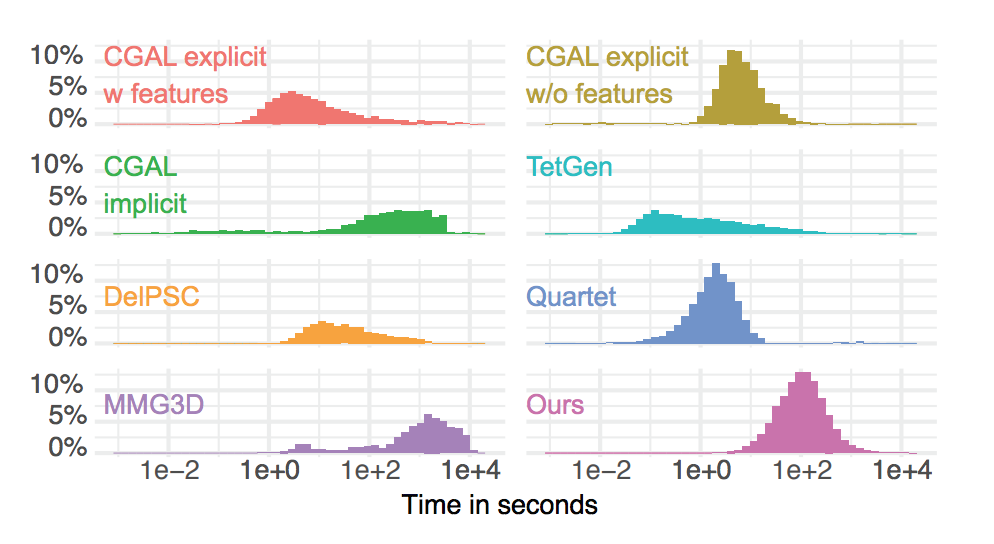 10%
5%
0%
CGAL explicit
w features
CGAL explicit
w/o features
10%
5%
0%
CGAL
implicit
TetGen
10%
5%
0%
DelPSC
Quartet
10%
5%
0%
MMG3D
Ours
1e−2 1e+0 1e+2 1e+4
1e−2 1e+0 1e+2 1e+4
Time in seconds